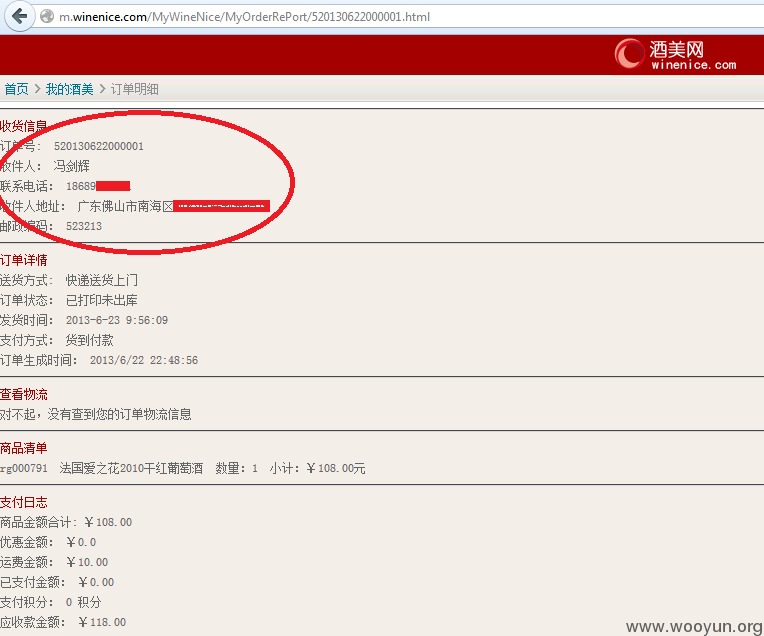 m.winenice.com/MyWineNice/MyOrderRePort/520130622000001.html
酒美网
winenice.com
首页 > 我的酒美 > 订单明细
收货信息
订单号: 520130622000001
收件人: 冯剑辉
联系电话: 18689
收件人地址: 广东佛山市南海区
邮政编码: 523213
订单详情
送货方式: 快递送货上门
订单状态: 已打印未出库
发货时间: 2013-6-23 9:56:09
支付方式: 货到付款
订单生成时间: 2013/6/22 22:48:56
查看物流
对不起，没有查到您的订单物流信息
商品清单
rg000791 法国爱之花2010干红葡萄酒 数量: 1 小计: ￥108.00元
支付日志
商品金额合计: ￥108.00
优惠金额: ￥0.0
运费金额: ￥10.00
已支付金额: ￥0.00
支付积分: 0 积分
应收款金额: ￥118.00
www.wooyun.org